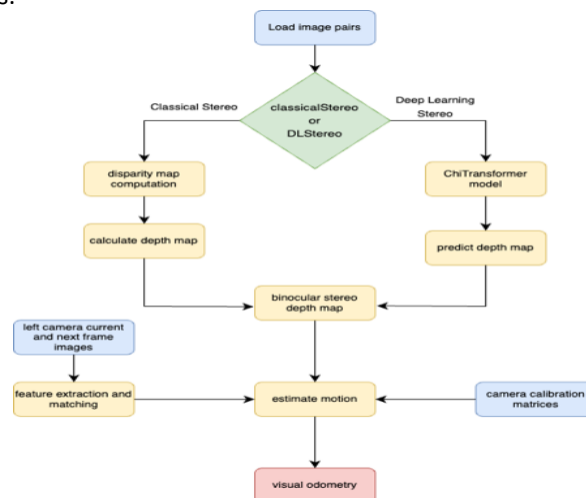 s.
Load image pairs
Classical Stereo
classicalStereo
or
DLStereo
Deep Learning
Stereo
disparity map
computation
ChiTransformer
model
calculate depth map
predict depth map
binocular stereo
depth map
left camera current
and next frame
images
feature extraction and
matching
estimate motion
camera calibration
matrices
visual odometry